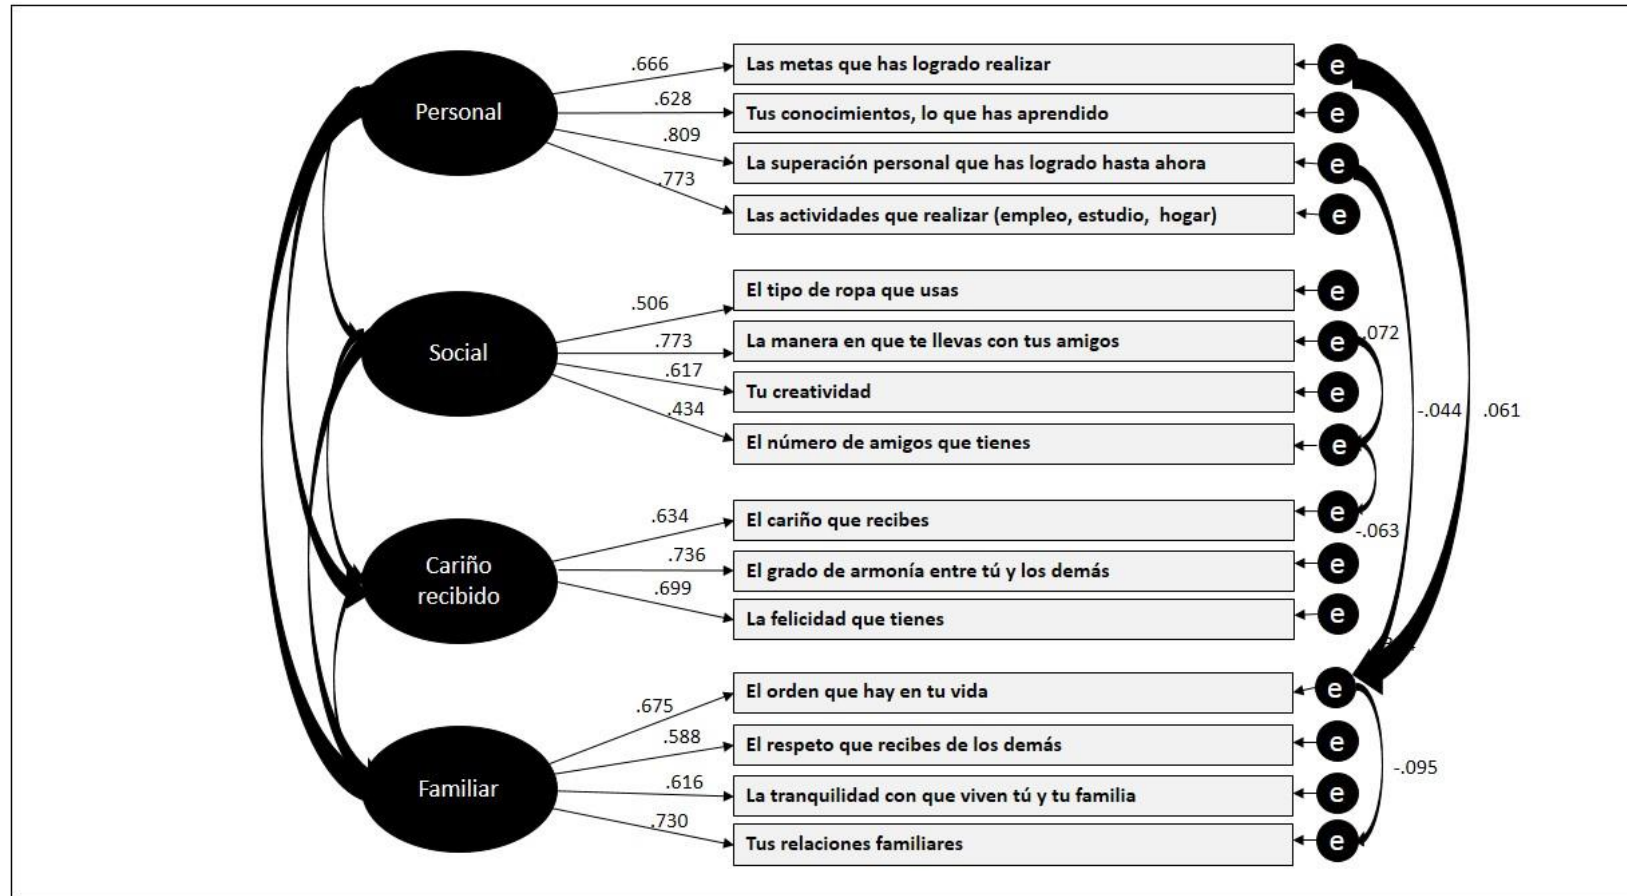 Personal
.666
Las metas que has logrado realizar
e
.628
Tus conocimientos, lo que has aprendido
e
.809
La superación personal que has logrado hasta ahora
e
.773
Las actividades que realizar (empleo, estudio, hogar)
e
Social
.506
El tipo de ropa que usas
e
.773
La manera en que te llevas con tus amigos
e
.072
.617
Tu creatividad
e
.434
El número de amigos que tienes
e
-.044
.061
Cariño
recibido
.634
El cariño que recibes
e
-.063
.736
El grado de armonía entre tú y los demás
e
.699
La felicidad que tienes
e
Familiar
.675
El orden que hay en tu vida
e
.588
El respeto que recibes de los demás
e
-.095
.616
La tranquilidad con que viven tú y tu familia
e
.730
Tus relaciones familiares
e